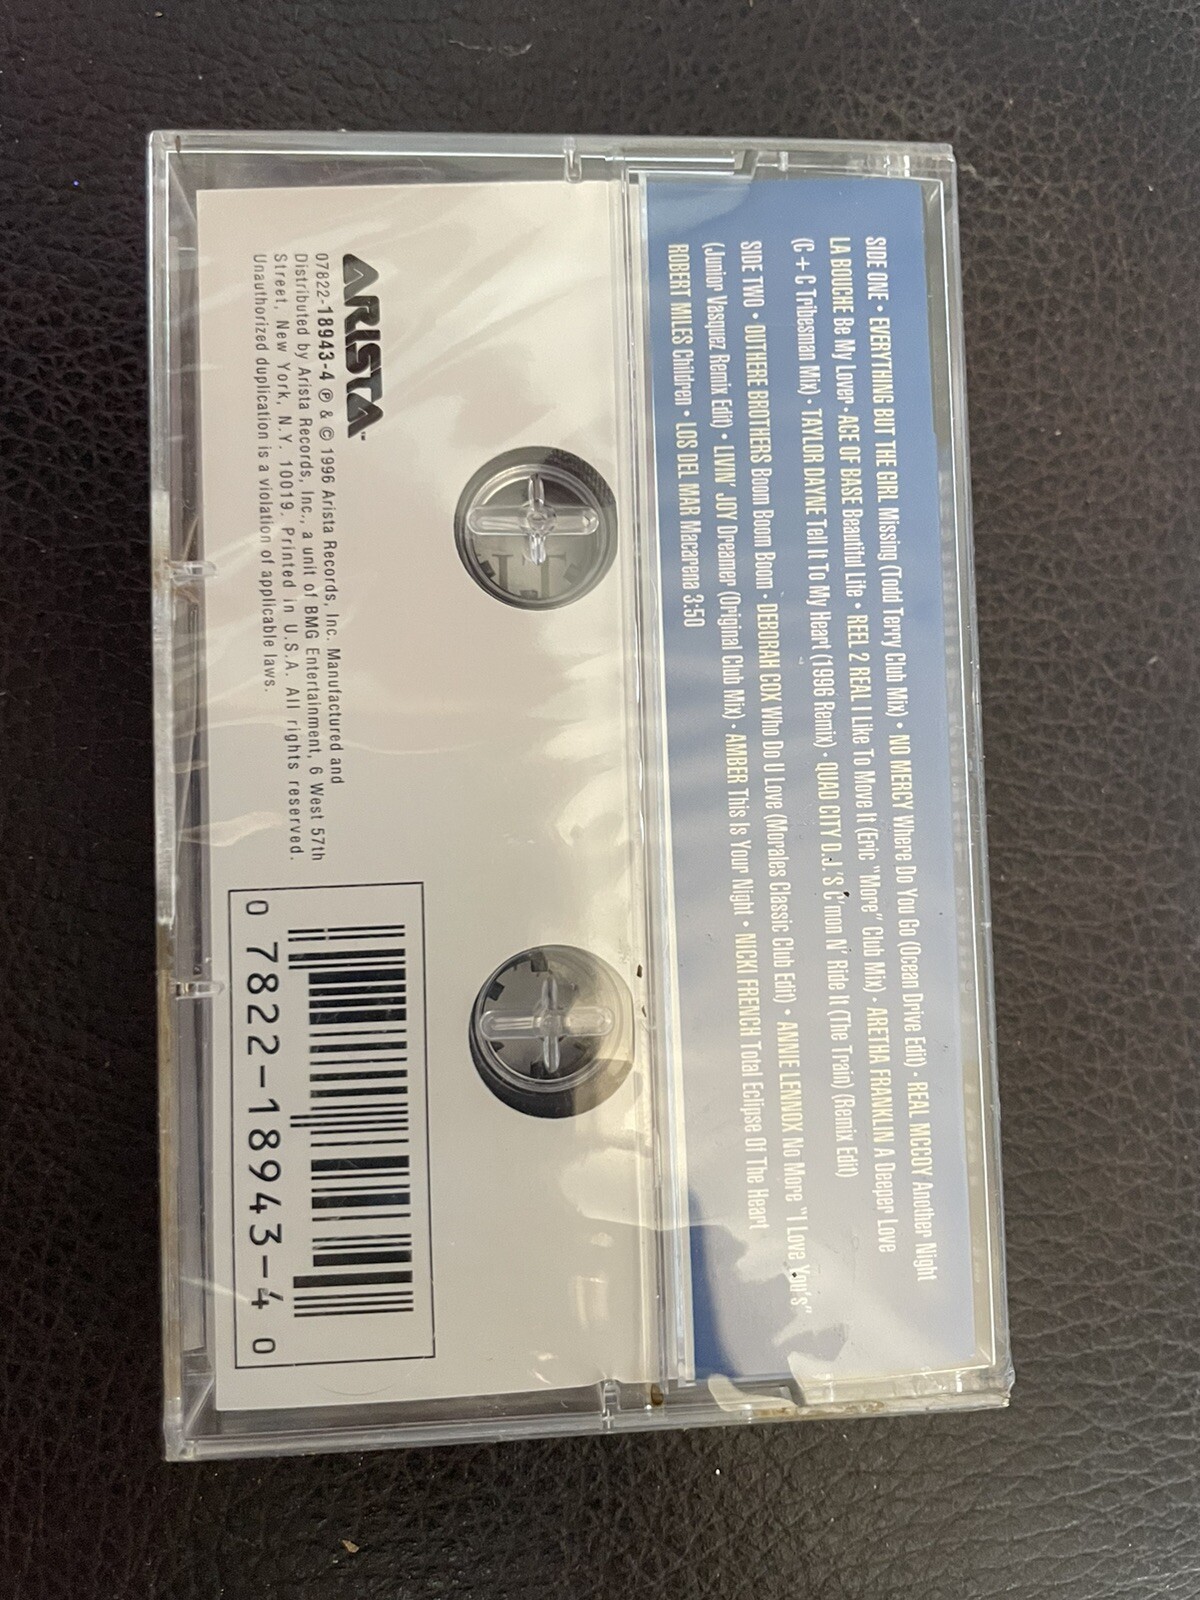 SIDE ONE • EVERYTHING BUT THE GIRL Missing (Todd Terry Club Mix) • NO MERCY Where Do You Go (Ocean Drive Edit) • REAL MCCOY Another Night
LA BOUCHE Be My Lover • ACE OF BASE Beautiful Life • REEL 2 REAL I Like To Move It (Eric "More" Club Mix) • ARETHA FRANKLIN A Deeper Love
(C + C Tribesman Mix) • TAYLOR DAYNE Tell It To My Heart (1996 Remix) • QUAD CITY D.J.'S C'mon N' Ride It (The Train) (Remix Edit)
SIDE TWO • OUTHERE BROTHERS Boom Boom Boom • DEBORAH COX Who Do U Love (Morales Classic Club Edit) • ANNIE LENNOX No More "I Love You's"
(Junior Vasquez Remix Edit) • LIVIN' JOY Dreamer (Original Club Mix) • AMBER This Is Your Night • NICKI FRENCH Total Eclipse Of The Heart
ROBERT MILES Children • LOS DEL MAR Macarena 3:50
ARISTA™
07822-18943-4 ℗ & © 1996 Arista Records, Inc. Manufactured and
Distributed by Arista Records, Inc., a unit of BMG Entertainment, 6 West 57th
Street, New York, N.Y. 10019. Printed in U.S.A. All rights reserved.
Unauthorized duplication is a violation of applicable laws.
0 7822-18943-4 0